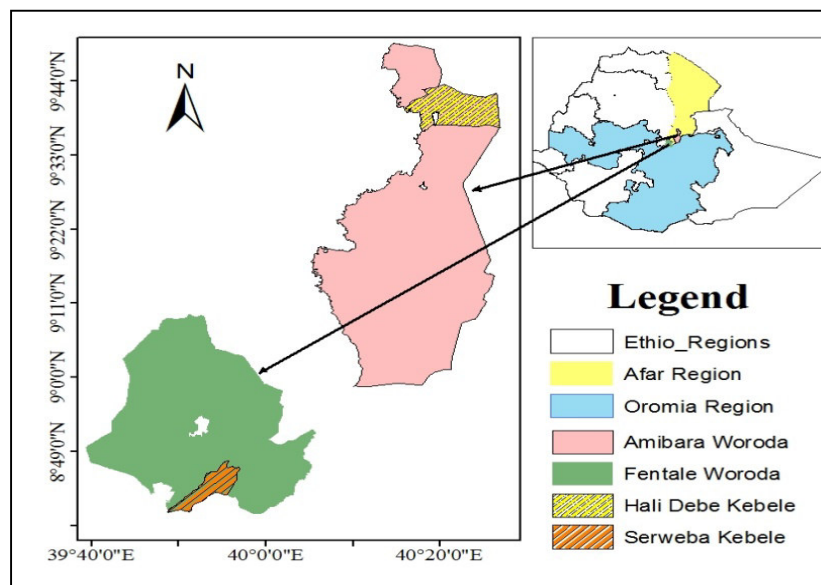 N
9°44'0"N
9°33'0"N
9°22'0"N
9°11'0"N
9°0'0"N
8°49'0"N
39°40'0"E
40°0'0"E
40°20'0"E
Legend
Ethio_Regions
Afar Region
Oromia Region
Amibara Woroda
Fentale Woroda
Hali Debe Kebele
Serweba Kebele